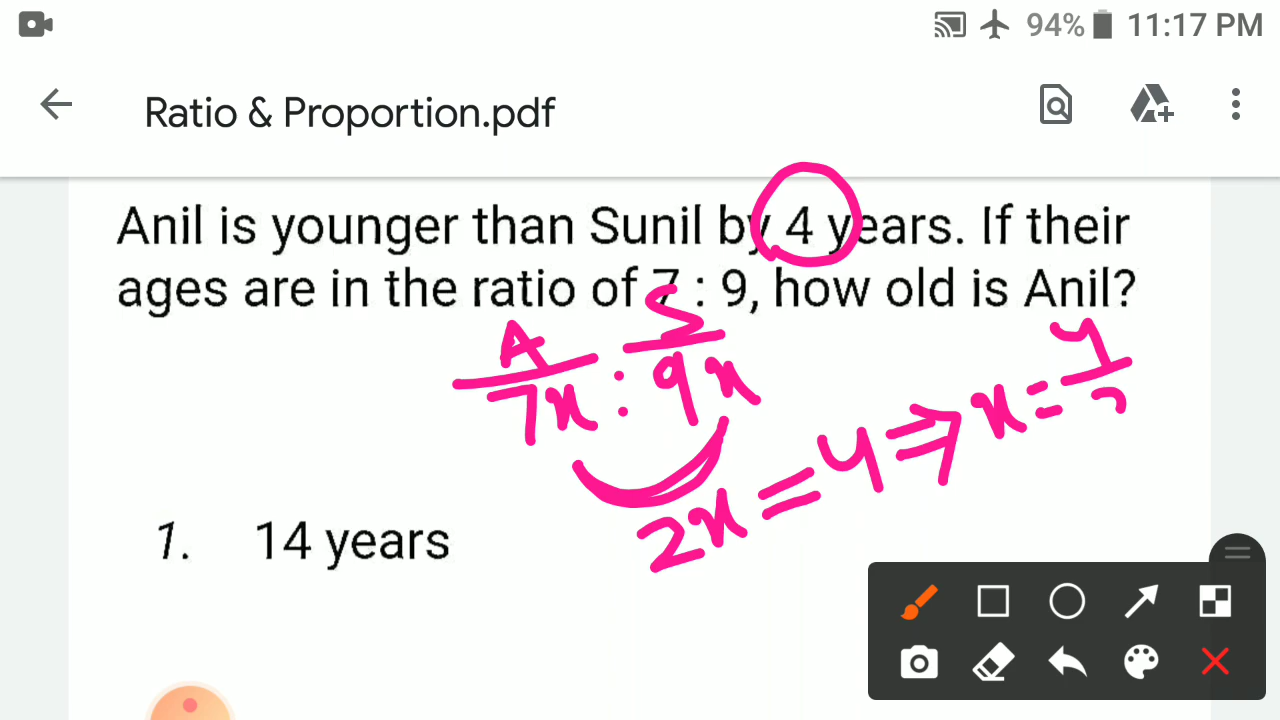 94% 11:17 PM
Ratio & Proportion.pdf
Anil is younger than Sunil by 4 years. If their
ages are in the ratio of 7 : 9, how old is Anil?
A S
7x : 9x
2x = 4 ⇒ x = 4/2
1. 14 years